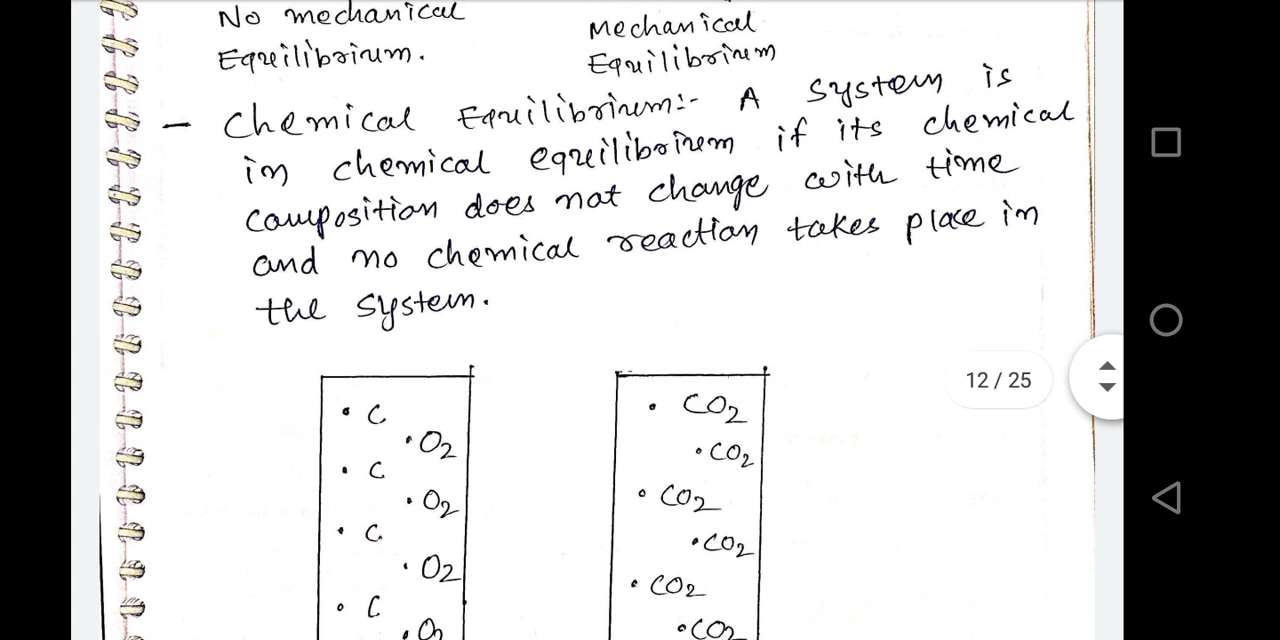 No mechanical
Equilibrium.
Mechanical
Equilibrium
- Chemical Equilibrium:- A system is
in chemical equilibrium if its chemical
composition does not change with time
and no chemical reaction takes place in
the system.
12 / 25
• C
• O2
• C
• O2
• C
• O2
• C
• O2
• CO2
• CO2
• CO2
• CO2
• CO2
• CO2